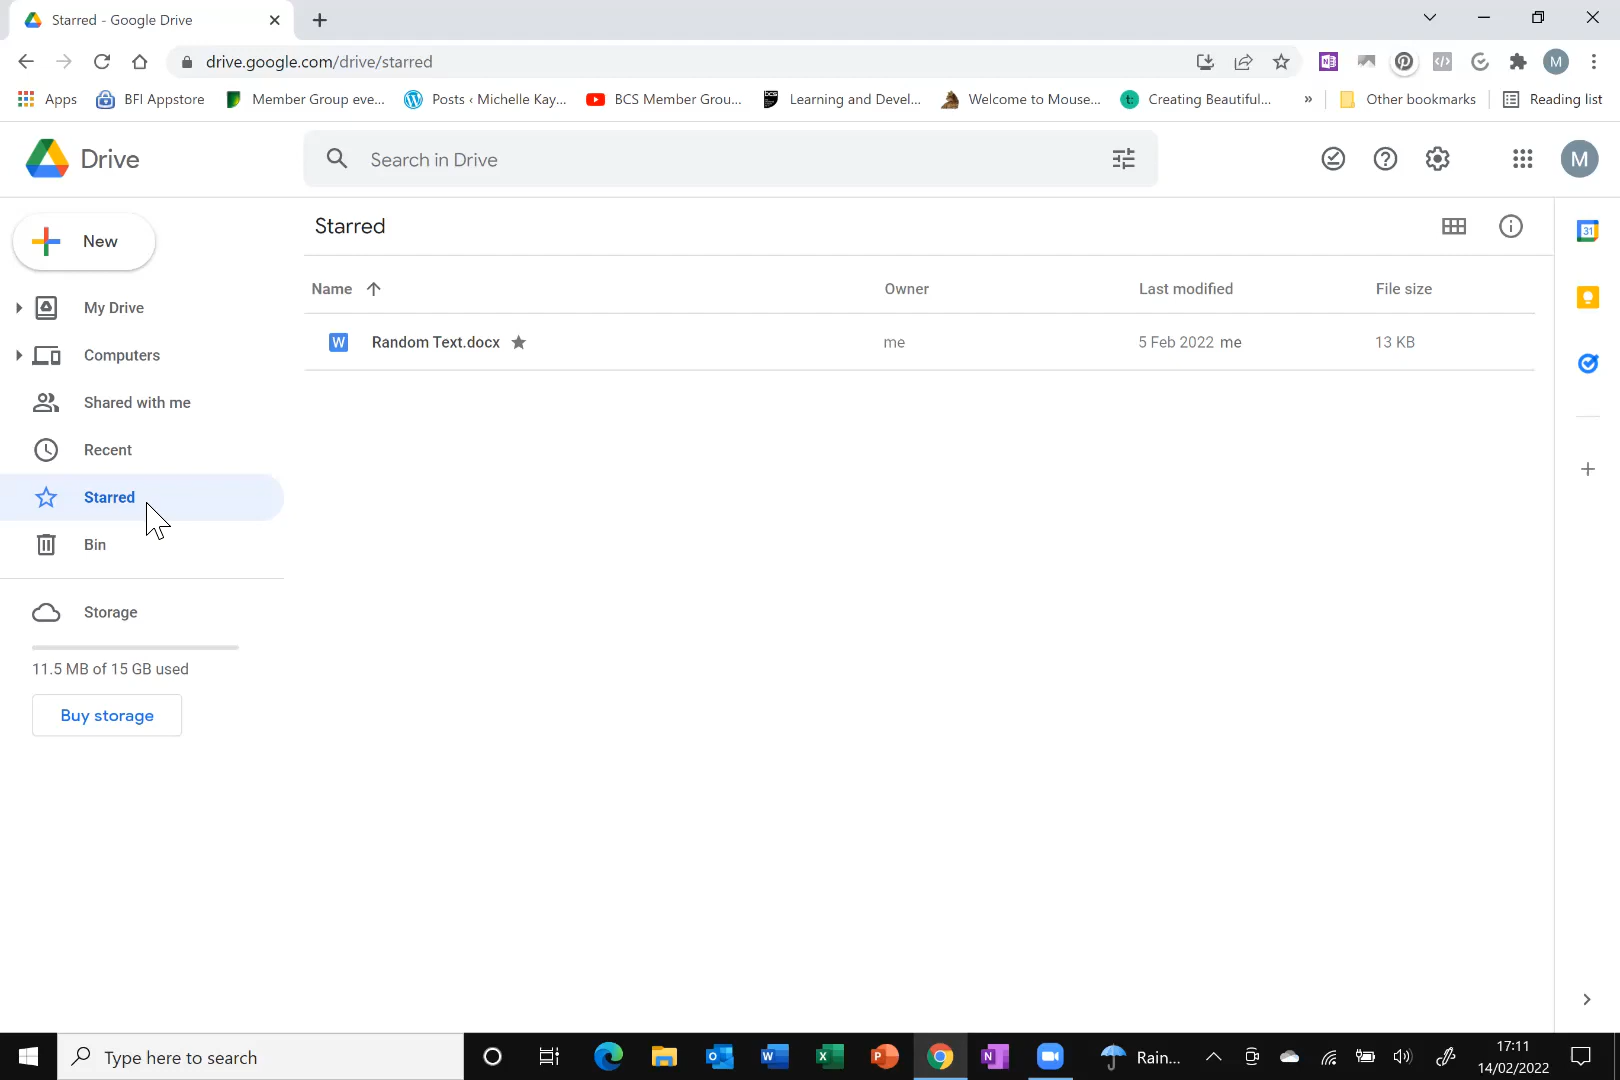 Starred - Google Drive
drive.google.com/drive/starred
Apps BFI Appstore Member Group eve... Posts ‹ Michelle Kay... BCS Member Grou... Learning and Devel... Welcome to Mouse... Creating Beautiful... » Other bookmarks Reading list
Drive
Search in Drive
M
M
New
My Drive
Computers
Shared with me
Recent
Starred
Bin
Storage
11.5 MB of 15 GB used
Buy storage
Starred
Name Owner Last modified File size
W Random Text.docx me 5 Feb 2022 me 13 KB
31
Type here to search
Rain...
17:11
14/02/2022